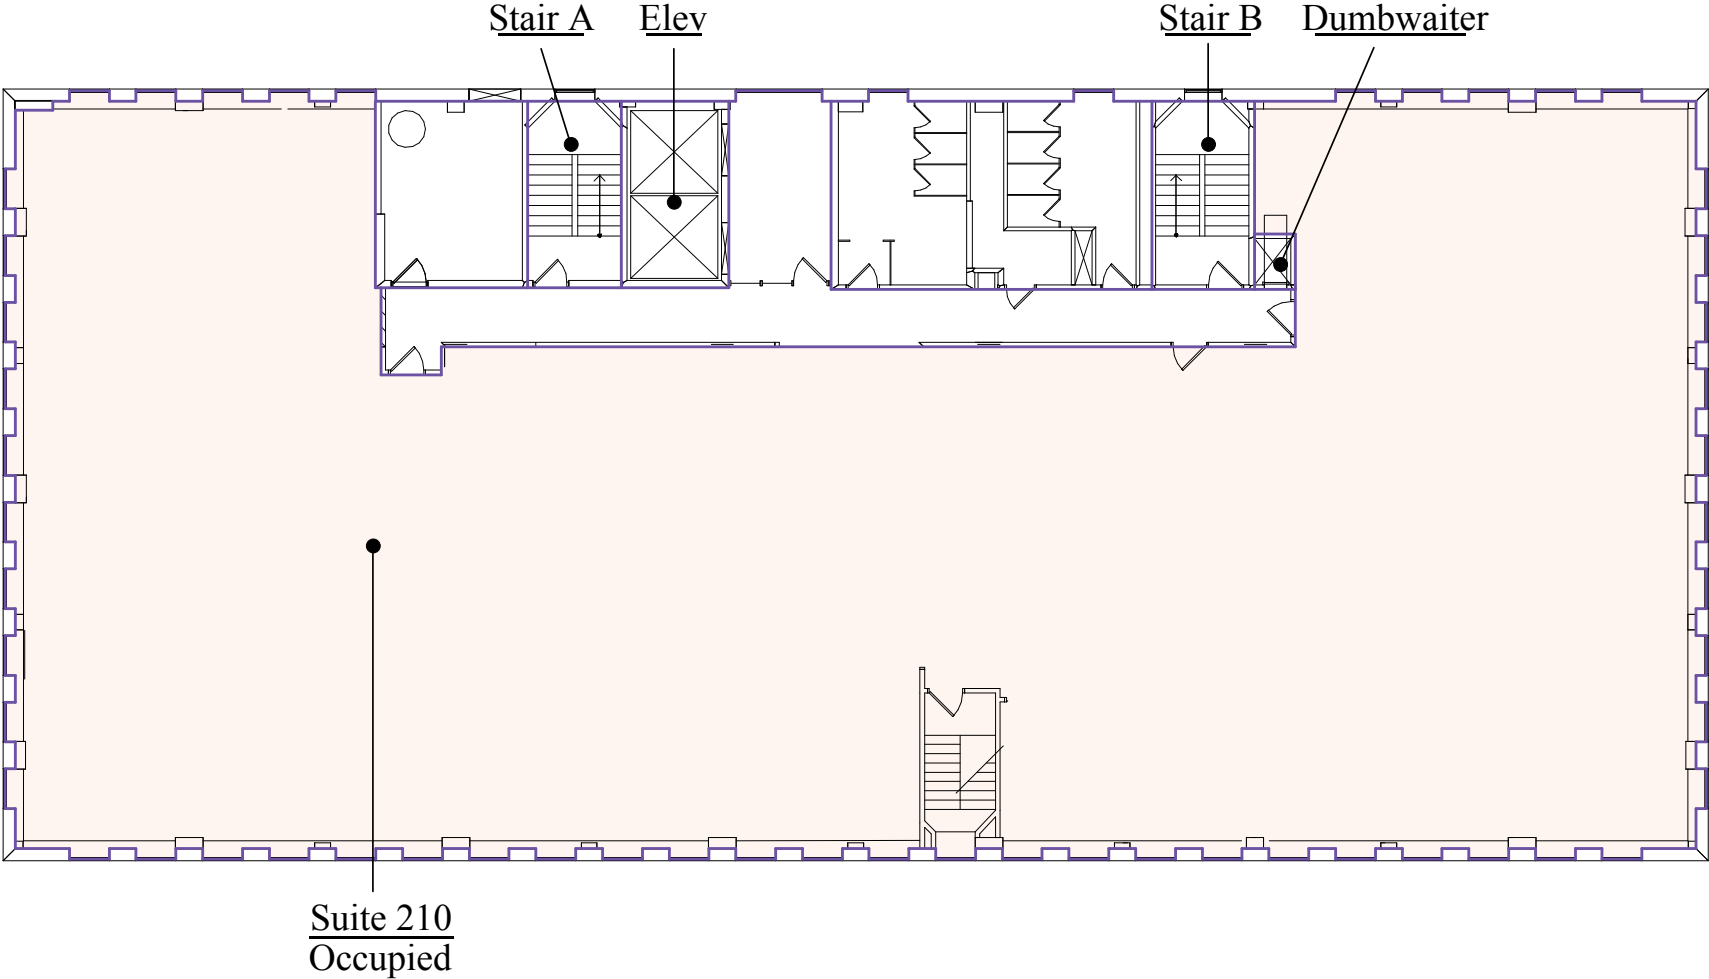 Stair A
Elev
Stair B
Dumbwaiter
Suite 210
Occupied